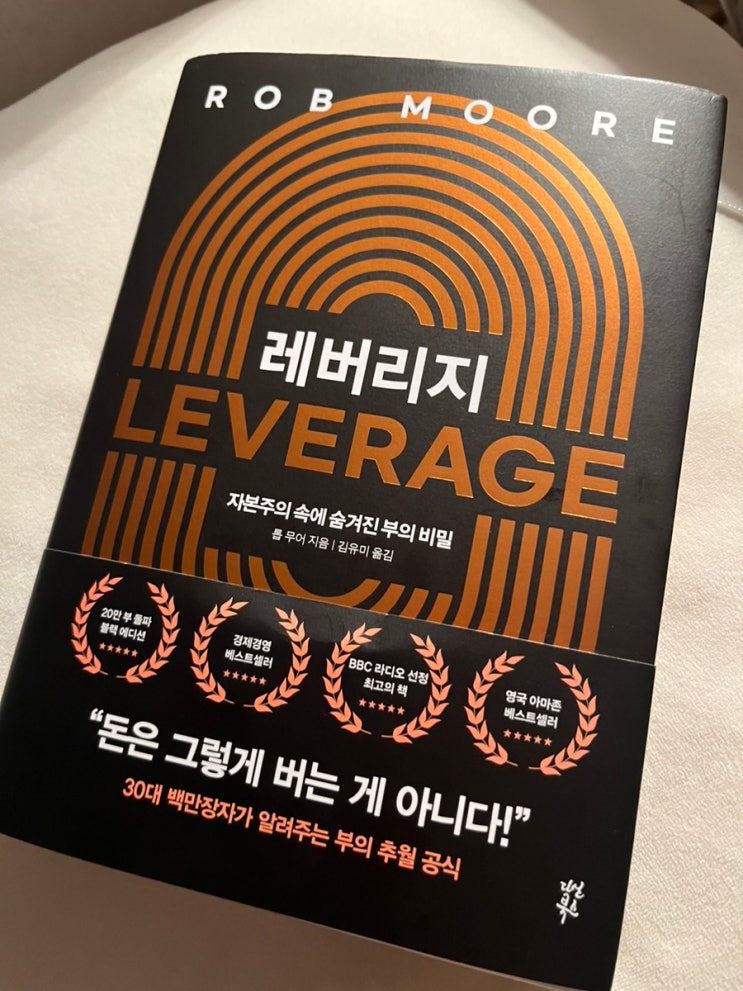 ROB MOORE
레버리지
LEVERAGE
자본주의 속에 숨겨진 부의 비밀
롭 무어 지음 | 김유미 옮김
20만 부 돌파
블랙 에디션
★★★★★
경제경영
베스트셀러
★★★★★
BBC 라디오 선정
최고의 책
★★★★★
영국 아마존
베스트셀러
★★★★★
“돈은 그렇게 버는 게 아니다!”
30대 백만장자가 알려주는 부의 추월 공식
다산
북스